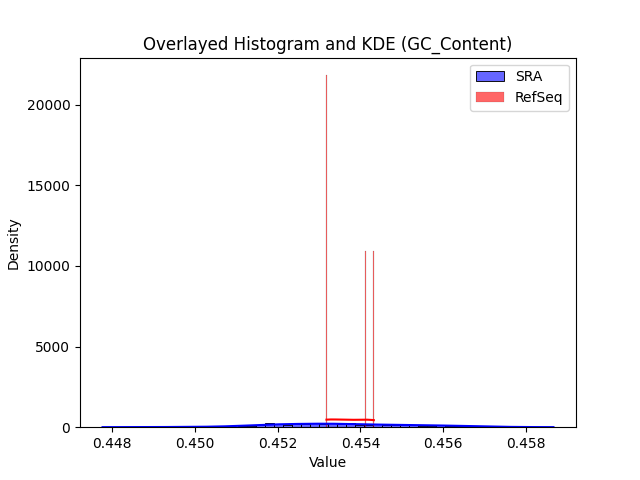 Overlayed Histogram and KDE (GC_Content)
SRA
RefSeq
20000
15000
10000
5000
0
Density
0.448 0.450 0.452 0.454 0.456 0.458
Value